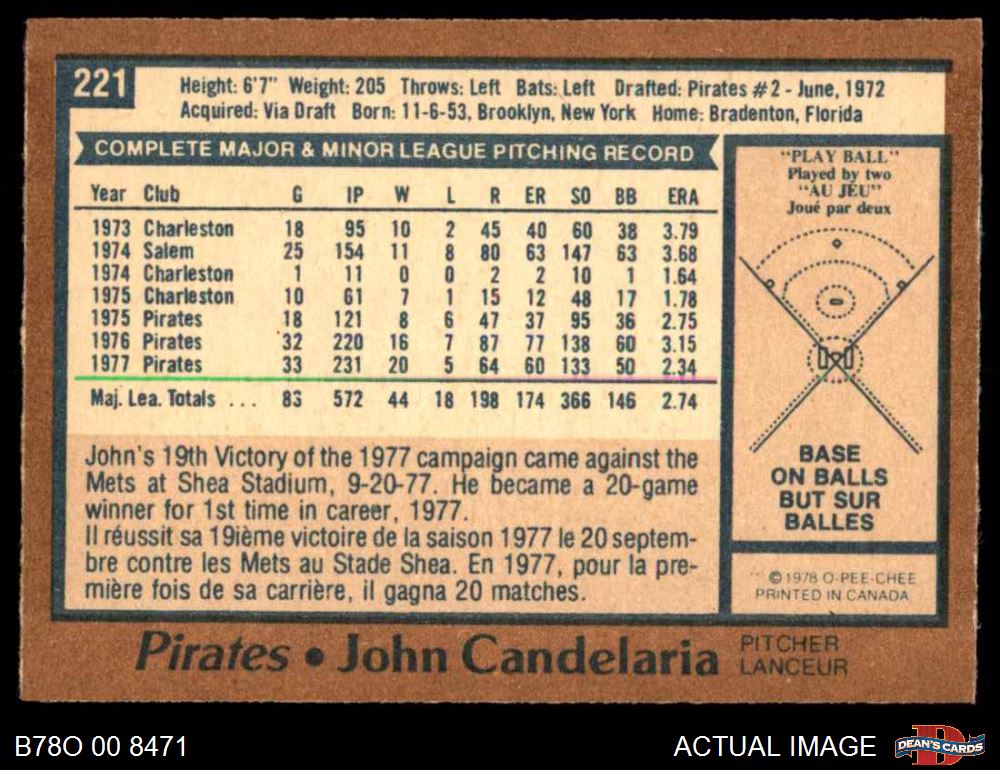 221
Height: 6'7" Weight: 205 Throws: Left Bats: Left Drafted: Pirates #2 - June, 1972
Acquired: Via Draft Born: 11-6-53, Brooklyn, New York Home: Bradenton, Florida
COMPLETE MAJOR & MINOR LEAGUE PITCHING RECORD
Year Club G IP W L R ER SO BB ERA
1973 Charleston 18 95 10 2 45 40 60 38 3.79
1974 Salem 25 154 11 8 80 63 147 63 3.68
1974 Charleston 1 11 0 0 2 2 10 1 1.64
1975 Charleston 10 61 7 1 15 12 48 17 1.78
1975 Pirates 18 121 8 6 47 37 95 36 2.75
1976 Pirates 32 220 16 7 87 77 138 60 3.15
1977 Pirates 33 231 20 5 64 60 133 50 2.34
Maj. Lea. Totals ... 83 572 44 18 198 174 366 146 2.74
John's 19th Victory of the 1977 campaign came against the
Mets at Shea Stadium, 9-20-77. He became a 20-game
winner for 1st time in career, 1977.
Il réussit sa 19ième victoire de la saison 1977 le 20 septem-
bre contre les Mets au Stade Shea. En 1977, pour la pre-
mière fois de sa carrière, il gagna 20 matches.
"PLAY BALL"
Played by two
"AU JEU"
Joué par deux
BASE
ON BALLS
BUT SUR
BALLES
© 1978 O-PEE-CHEE
PRINTED IN CANADA
Pirates • John Candelaria
PITCHER
LANCEUR
B78O 00 8471
ACTUAL IMAGE
DEAN'S CARDS